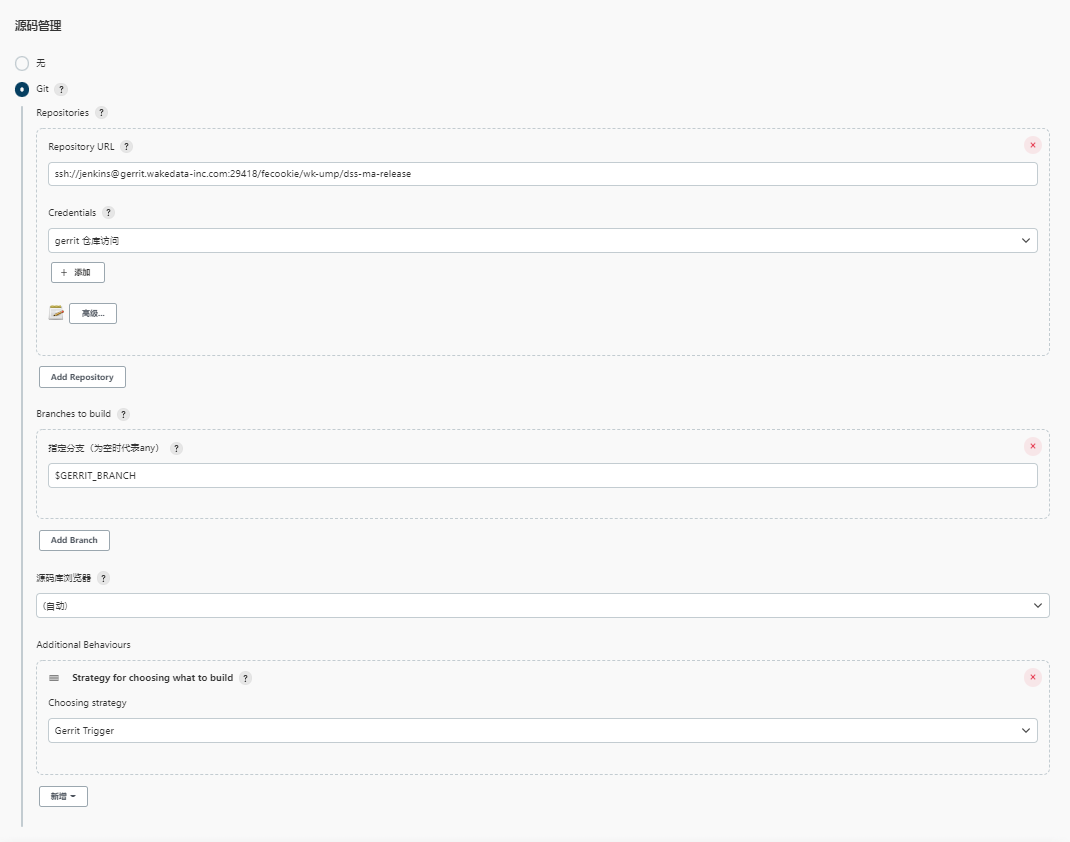 源码管理
无
Git ?
Repositories ?
Repository URL ?
ssh://jenkins@gerrit.wakedata-inc.com:29418/fecookie/wk-ump/dss-ma-release
Credentials ?
gerrit 仓库访问
+ 添加
高级...
Add Repository
Branches to build ?
指定分支（为空时代表any） ?
$GERRIT_BRANCH
Add Branch
源码库浏览器 ?
(自动)
Additional Behaviours
Strategy for choosing what to build ?
Choosing strategy
Gerrit Trigger
新增